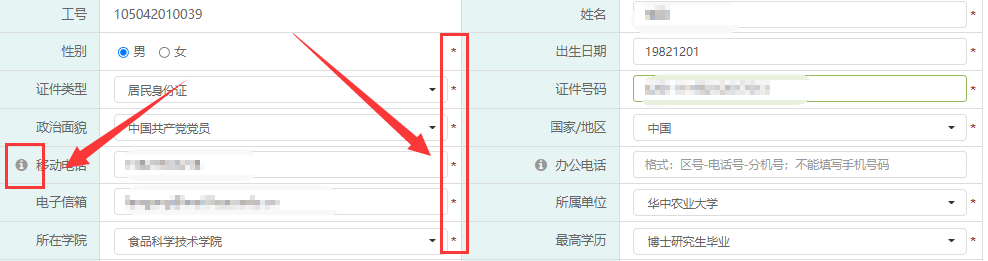 工号 105042010039 姓名 *
性别 男 女 * 出生日期 19821201 *
证件类型 居民身份证 * 证件号码 *
政治面貌 中国共产党党员 * 国家/地区 中国 *
移动电话 * 办公电话 格式：区号-电话号-分机号；不能填写手机号码
电子信箱 * 所属单位 华中农业大学 *
所在学院 食品科学技术学院 * 最高学历 博士研究生毕业 *